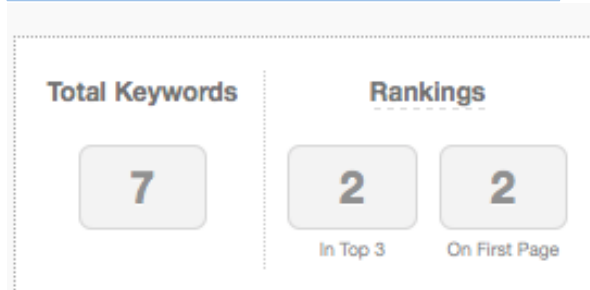 Total Keywords
Rankings
7
2
2
In Top 3
On First Page